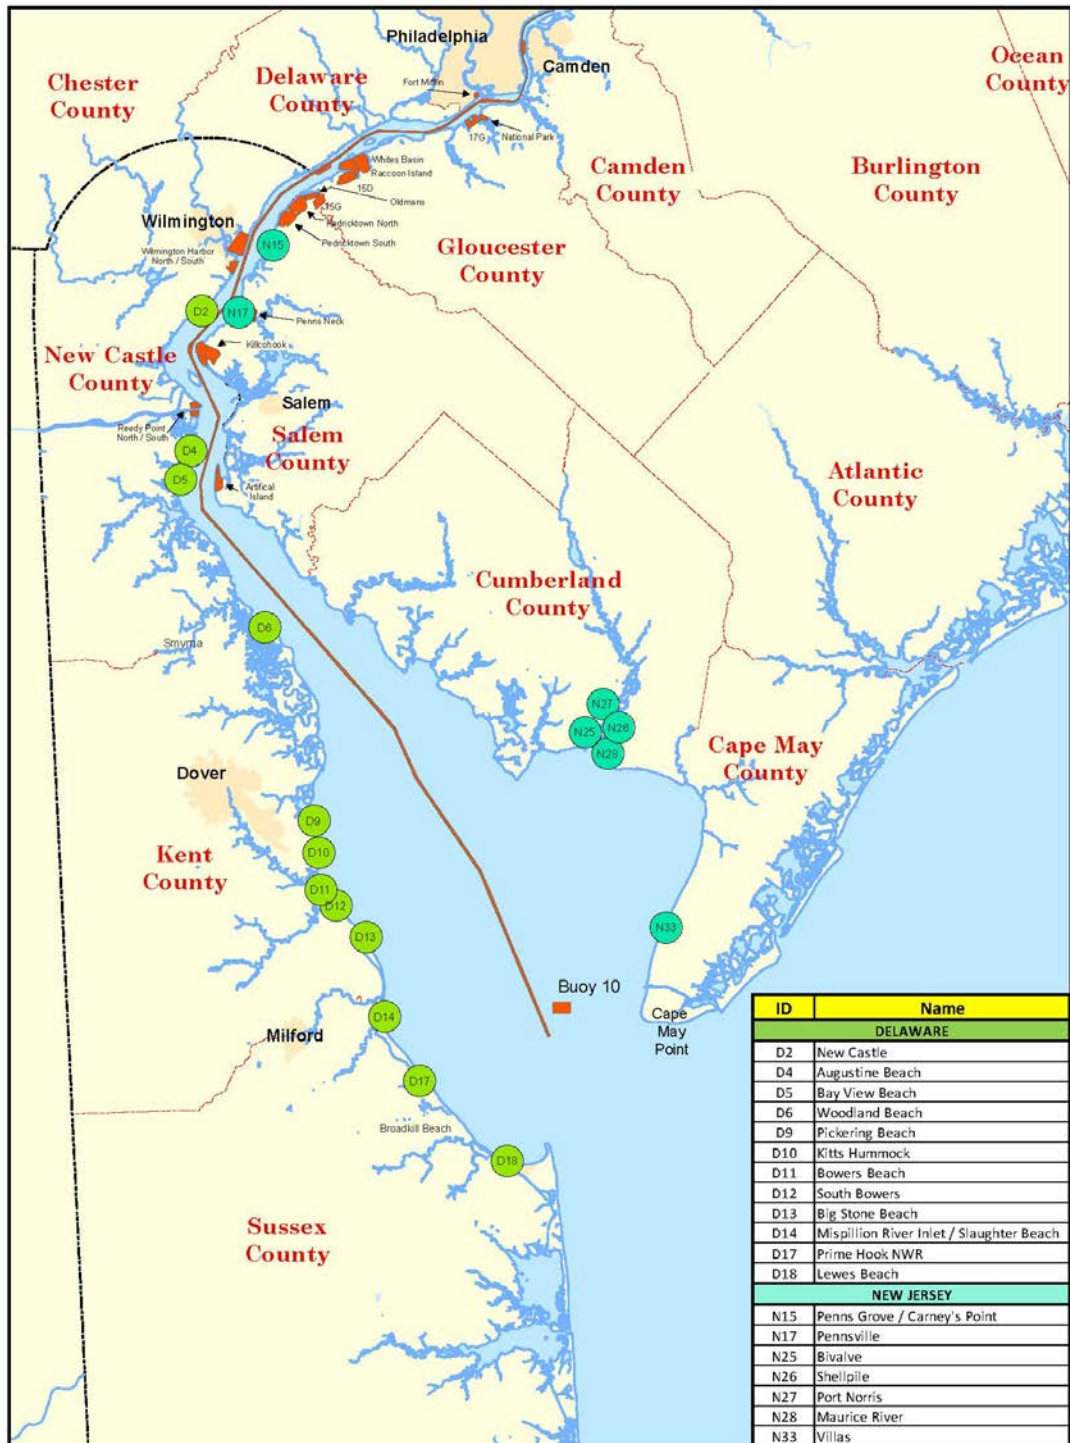 Philadelphia
Camden
Ocean
County
Chester
County
Delaware
County
Fort Mifflin
17G
National Park
Whites Basin
Raccoon Island
15D
Oldmans
15G
Pedricktown North
Pedricktown South
Camden
County
Burlington
County
Wilmington
Wilmington Harbor
North / South
N15
Gloucester
County
D2
N17
Penns Neck
New Castle
County
Killcohook
Salem
Reedy Point
North / South
Salem
County
D4
D5
Artifical
Island
Atlantic
County
Cumberland
County
D6
Smyrna
N27
N25
N26
N28
Cape May
County
Dover
D9
D10
Kent
County
D11
D12
D13
N33
Buoy 10
Cape
May
Point
D14
Milford
D17
Broadkill Beach
D18
Sussex
County
ID Name
DELAWARE
D2 New Castle
D4 Augustine Beach
D5 Bay View Beach
D6 Woodland Beach
D9 Pickering Beach
D10 Kitts Hummock
D11 Bowers Beach
D12 South Bowers
D13 Big Stone Beach
D14 Mispillion River Inlet / Slaughter Beach
D17 Prime Hook NWR
D18 Lewes Beach
NEW JERSEY
N15 Penns Grove / Carney's Point
N17 Pennsville
N25 Bivalve
N26 Shellpile
N27 Port Norris
N28 Maurice River
N33 Villas